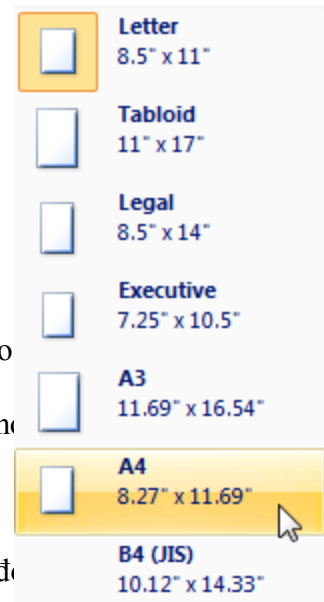 Letter
8.5" x 11"
Tabloid
11" x 17"
Legal
8.5" x 14"
Executive
7.25" x 10.5"
A3
11.69" x 16.54"
A4
8.27" x 11.69"
B4 (JIS)
10.12" x 14.33"